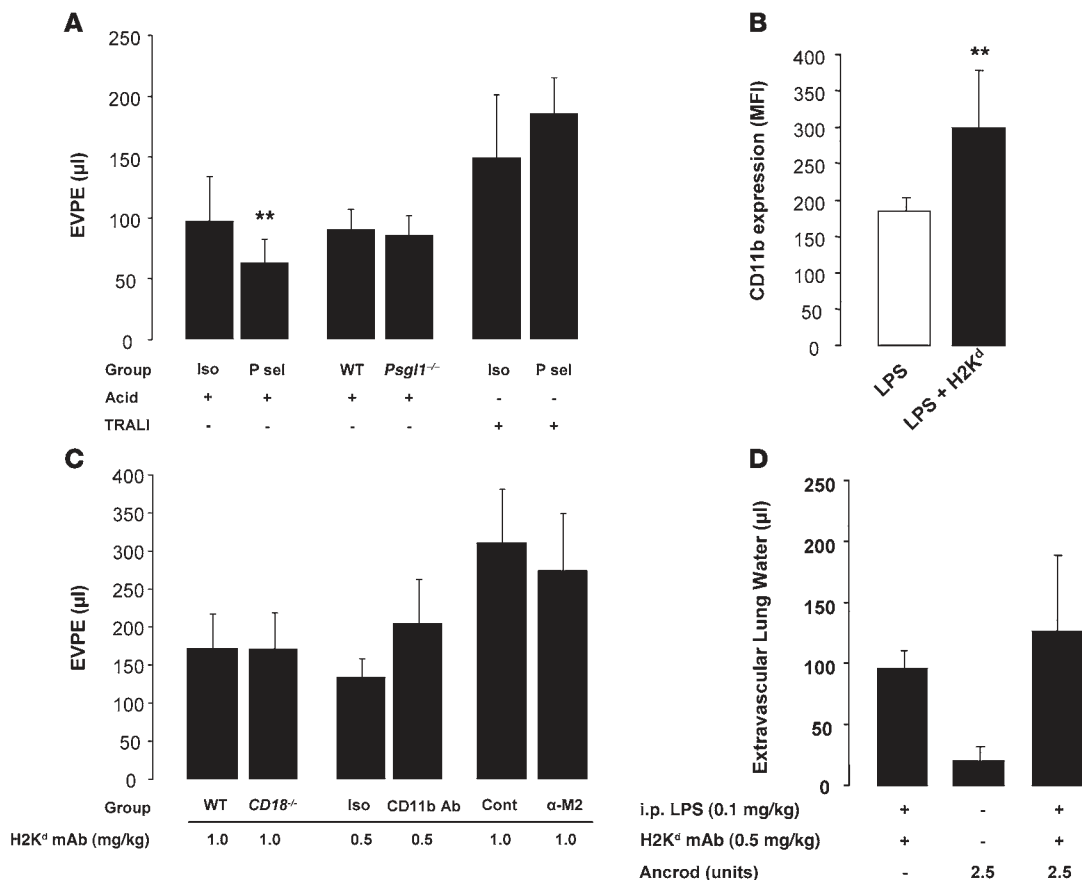 A
EVPE (µl)
250
200
150
100
50
0
**
Group Iso P sel WT Psgl1-/- Iso P sel
Acid + + + + - -
TRALI - - - - + +
B
CD11b expression (MFI)
400
350
300
250
200
150
100
50
0
**
LPS
LPS + H2Kᵈ
C
EVPE (µl)
400
350
300
250
200
150
100
50
0
Group WT CD18-/- Iso CD11b Ab Cont α-M2
H2Kᵈ mAb (mg/kg) 1.0 1.0 0.5 0.5 1.0 1.0
D
Extravascular Lung Water (µl)
250
200
150
100
50
0
i.p. LPS (0.1 mg/kg) + - +
H2Kᵈ mAb (0.5 mg/kg) + - +
Ancrod (units) - 2.5 2.5